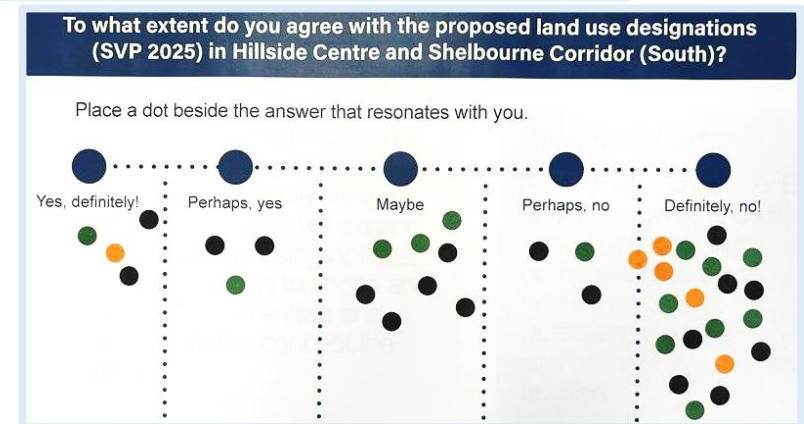 To what extent do you agree with the proposed land use designations
(SVP 2025) in Hillside Centre and Shelbourne Corridor (South)?
Place a dot beside the answer that resonates with you.
Yes, definitely!
Perhaps, yes
Maybe
Perhaps, no
Definitely, no!